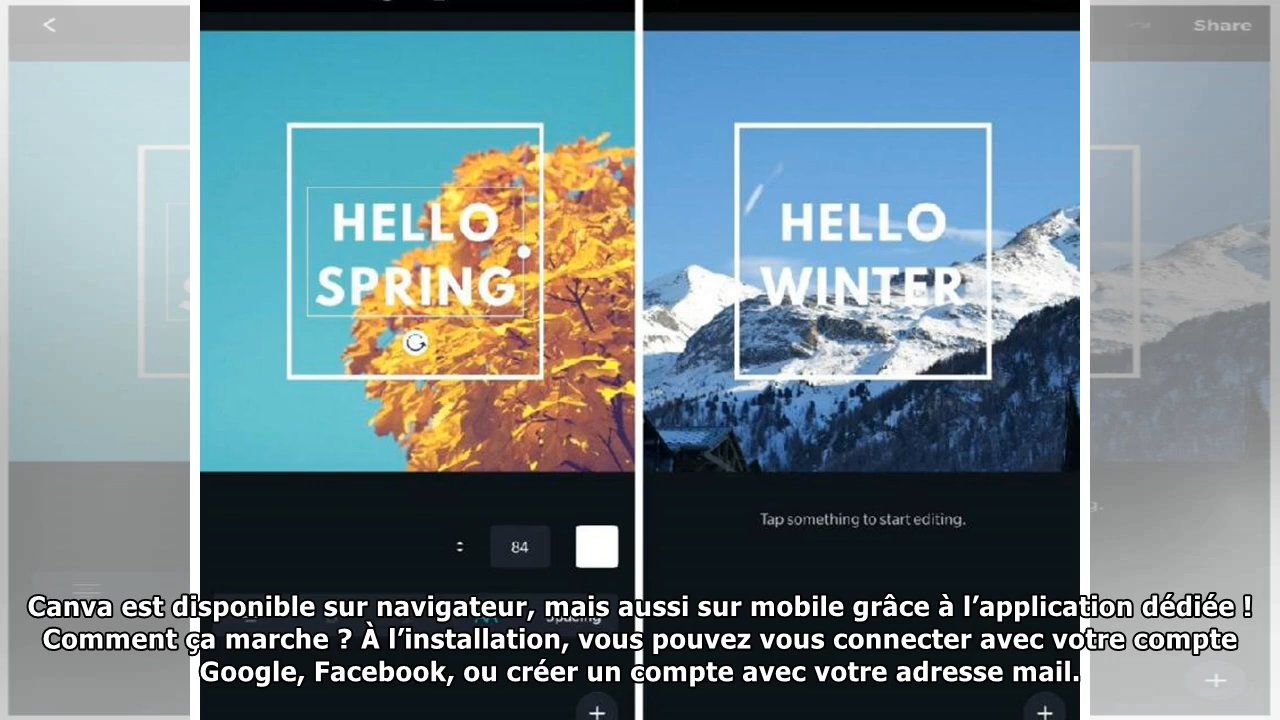 Share
HELLO
SPRING
HELLO
WINTER
Tap something to start editing.
84
Spacing
Canva est disponible sur navigateur, mais aussi sur mobile grâce à l’application dédiée !
Comment ça marche ? À l’installation, vous pouvez vous connecter avec votre compte
Google, Facebook, ou créer un compte avec votre adresse mail.